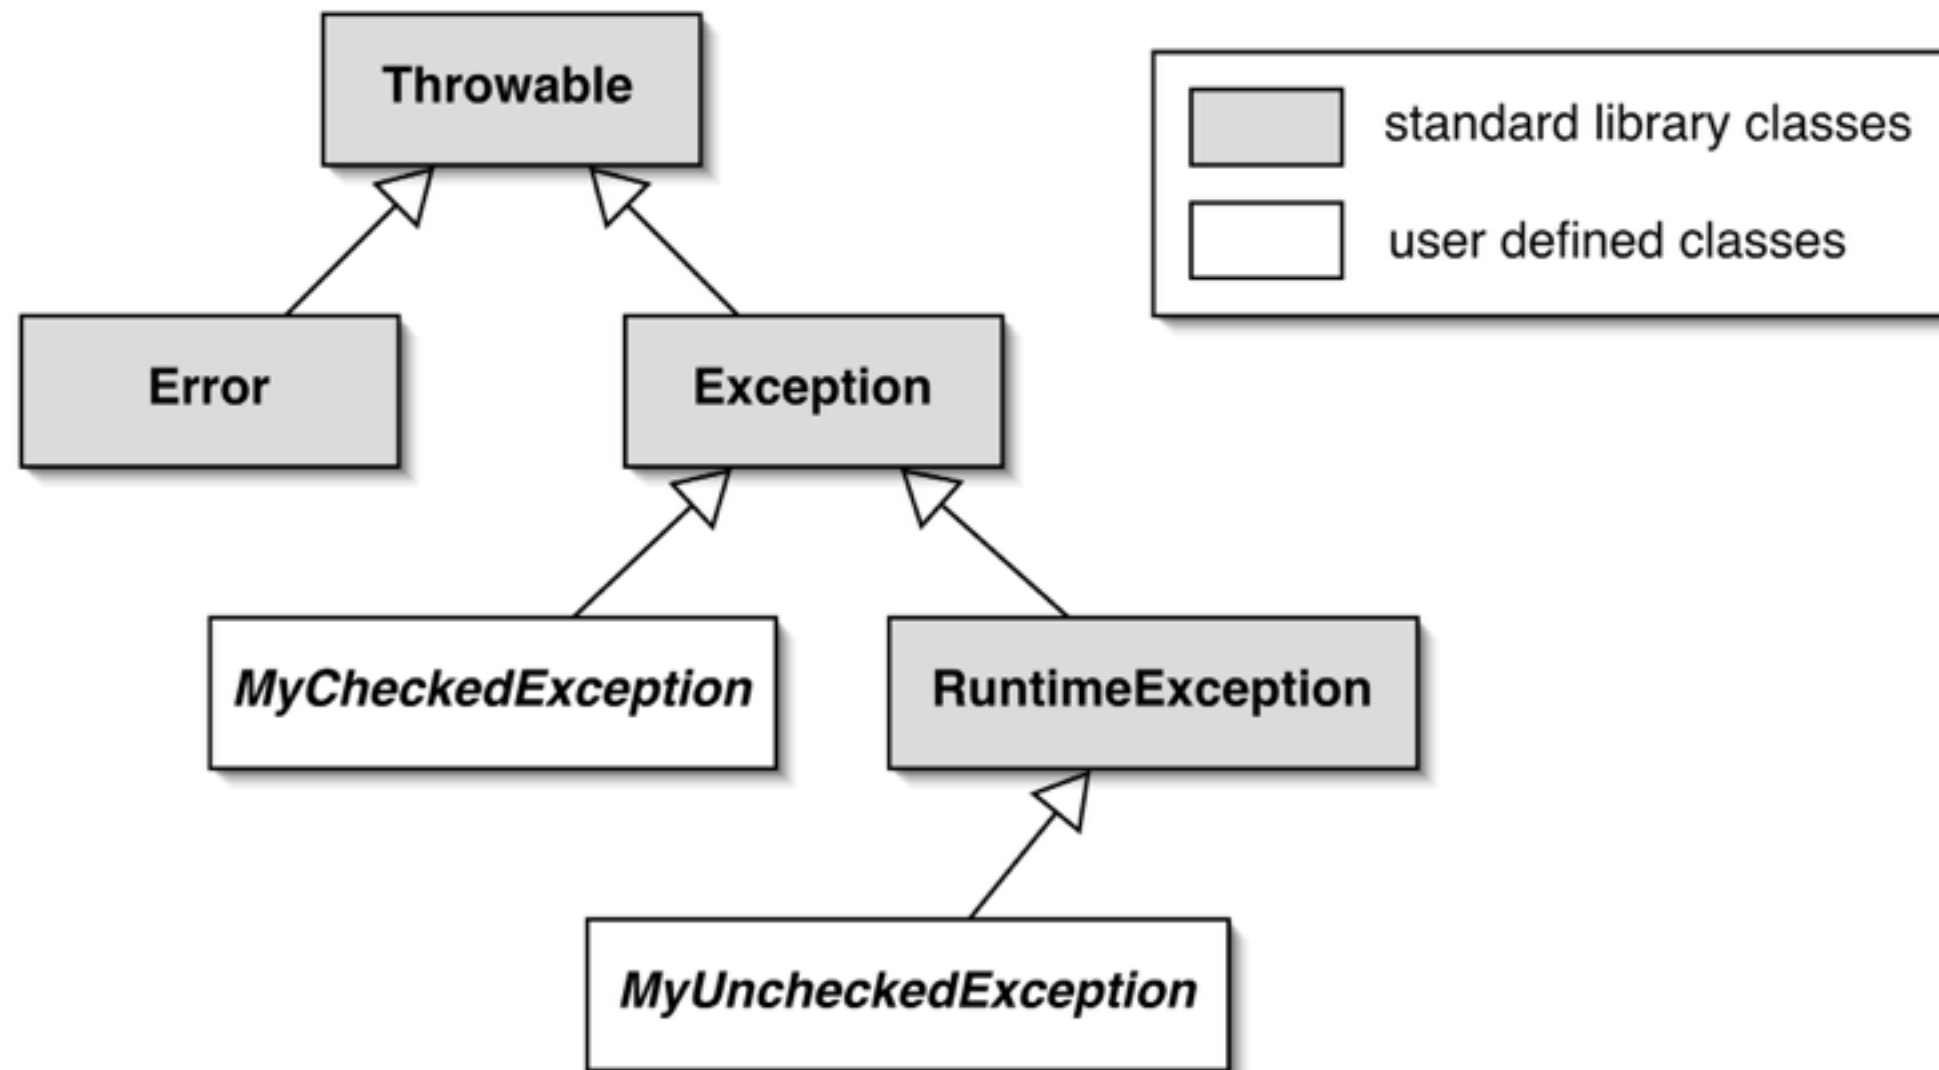 Throwable
standard library classes
user defined classes
Error
Exception
MyCheckedException
RuntimeException
MyUncheckedException